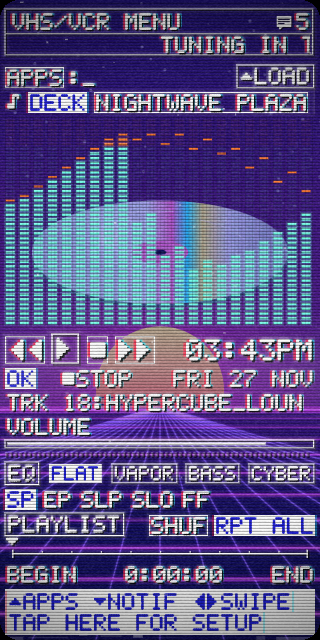 VHS/VCR MENU 5
TUNING IN T
APPS:_ LOAD
DECK NIGHTWAVE PLAZA
03:43PM
OK STOP FRI 27 NOV
TRK 18:HYPERCUBE_LOUN
VOLUME
EQ FLAT VAPOR BASS CYBER
SP EP SLP SLO FF
PLAYLIST SHUF RPT ALL
BEGIN 0:00:00 END
APPS NOTIF SWIPE
TAP HERE FOR SETUP